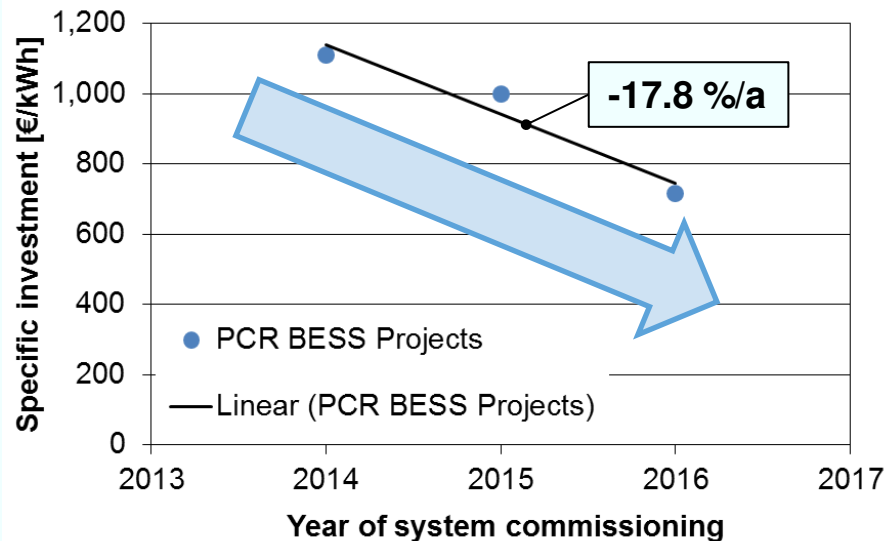 Specific investment [€/kWh]
1,200
1,000
800
600
400
200
0
-17.8 %/a
PCR BESS Projects
Linear (PCR BESS Projects)
2013 2014 2015 2016 2017
Year of system commissioning